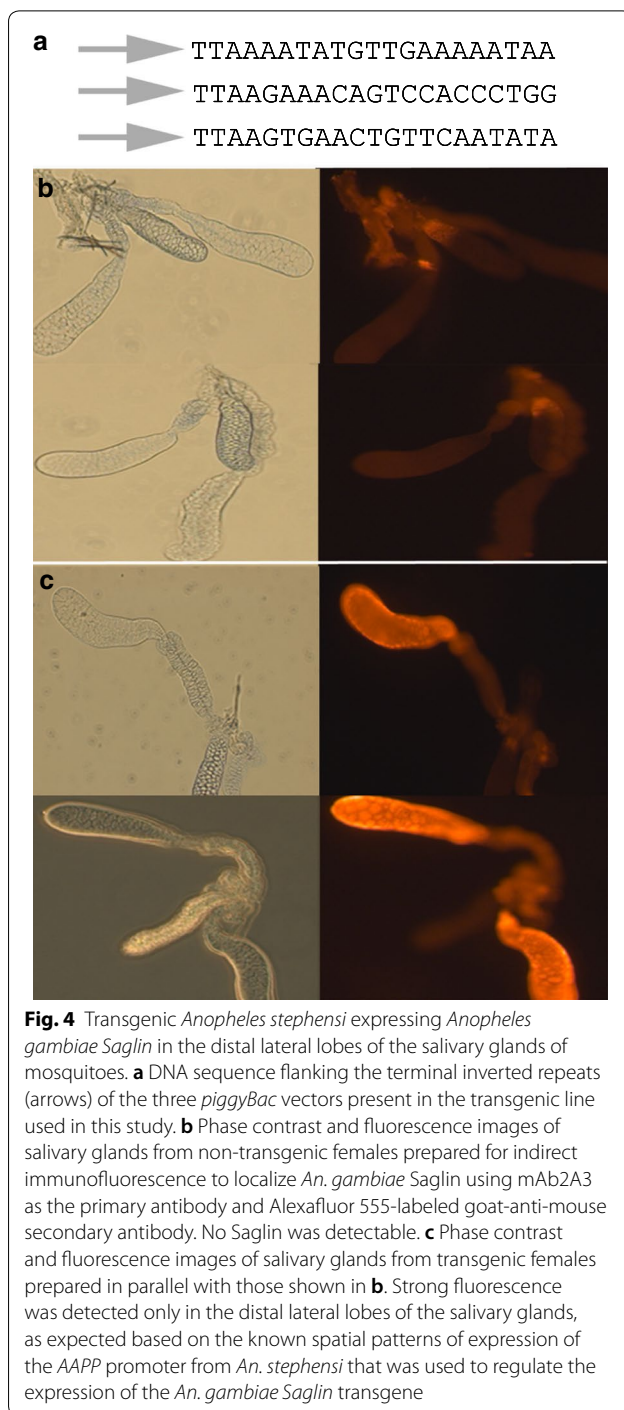 a
TTAAAATATGTTGAAAAATAA
TTAAGAAACAGTCCACCCTGG
TTAAGTGAACTGTTCAATATA
b
c
Fig. 4 Transgenic Anopheles stephensi expressing Anopheles
gambiae Saglin in the distal lateral lobes of the salivary glands of
mosquitoes. a DNA sequence flanking the terminal inverted repeats
(arrows) of the three piggyBac vectors present in the transgenic line
used in this study. b Phase contrast and fluorescence images of
salivary glands from non-transgenic females prepared for indirect
immunofluorescence to localize An. gambiae Saglin using mAb2A3
as the primary antibody and Alexafluor 555-labeled goat-anti-mouse
secondary antibody. No Saglin was detectable. c Phase contrast
and fluorescence images of salivary glands from transgenic females
prepared in parallel with those shown in b. Strong fluorescence
was detected only in the distal lateral lobes of the salivary glands,
as expected based on the known spatial patterns of expression of
the AAPP promoter from An. stephensi that was used to regulate the
expression of the An. gambiae Saglin transgene